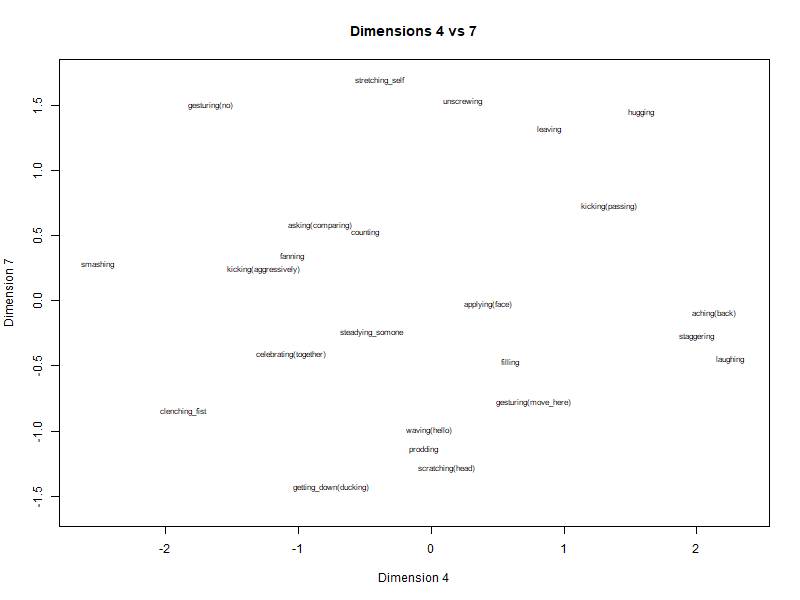 Dimensions 4 vs 7
stretching_self
unscrewing
gesturing(no)
hugging
leaving
kicking(passing)
asking(comparing)
counting
fanning
smashing
kicking(aggressively)
applying(face)
aching(back)
steadying_somone
staggering
celebrating(together)
laughing
filling
gesturing(move_here)
clenching_fist
waving(hello)
prodding
scratching(head)
getting_down(ducking)
1.5
1.0
0.5
0.0
-0.5
-1.0
-1.5
Dimension 7
-2 -1 0 1 2
Dimension 4